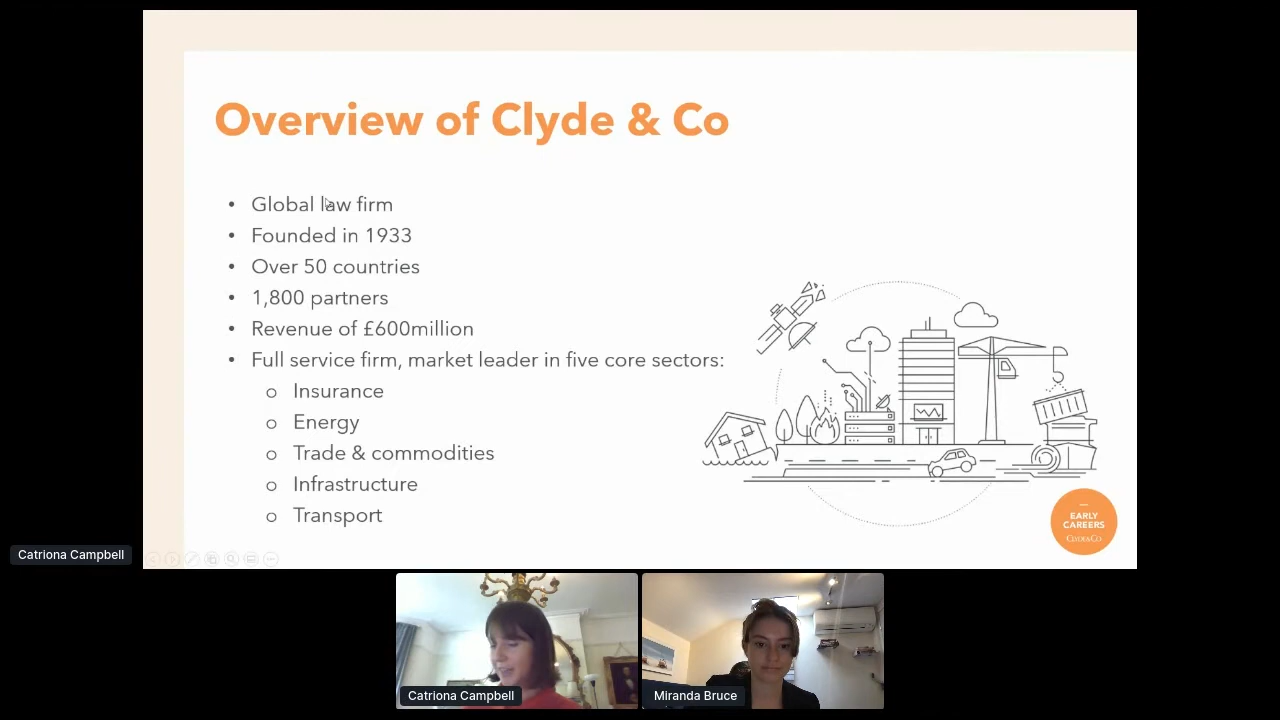 Overview of Clyde & Co
• Global law firm
• Founded in 1933
• Over 50 countries
• 1,800 partners
• Revenue of £600million
• Full service firm, market leader in five core sectors:
o Insurance
o Energy
o Trade & commodities
o Infrastructure
o Transport
EARLY
CAREERS
CLYDE&CO
Catriona Campbell
Catriona Campbell
Miranda Bruce